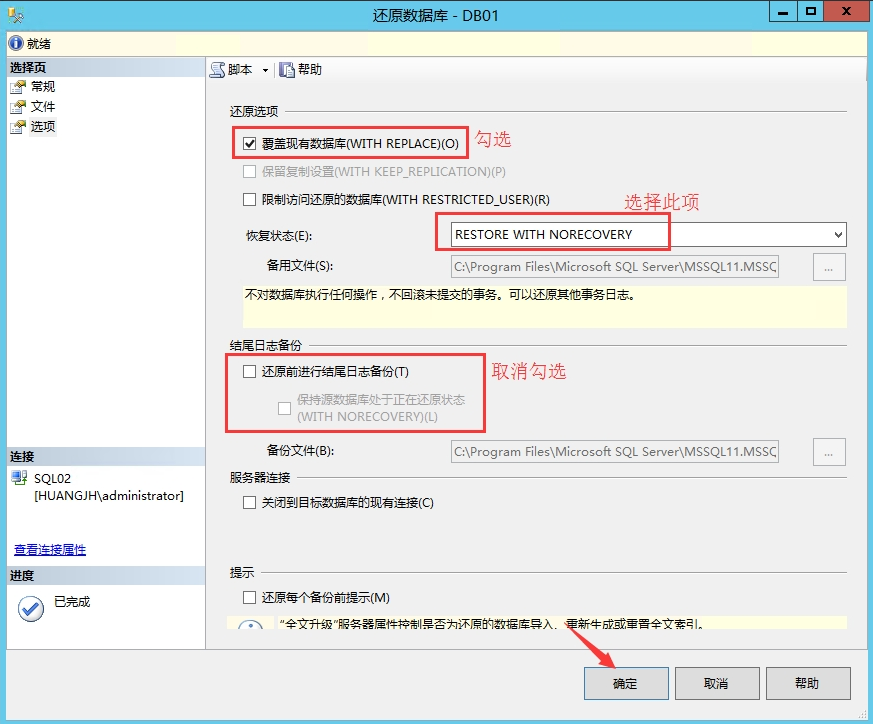 还原数据库 - DB01
就绪
选择页
常规
文件
选项
脚本
帮助
还原选项
覆盖现有数据库(WITH REPLACE)(O)
勾选
保留复制设置(WITH KEEP_REPLICATION)(P)
限制访问还原的数据库(WITH RESTRICTED_USER)(R)
选择此项
恢复状态(E):
RESTORE WITH NORECOVERY
备用文件(S):
C:\Program Files\Microsoft SQL Server\MSSQL11.MSSQ
...
不对数据库执行任何操作，不回滚未提交的事务。可以还原其他事务日志。
结尾日志备份
还原前进行结尾日志备份(T)
取消勾选
保持源数据库处于正在还原状态
(WITH NORECOVERY)(L)
备份文件(B):
C:\Program Files\Microsoft SQL Server\MSSQL11.MSSQ
...
服务器连接
关闭到目标数据库的现有连接(C)
提示
还原每个备份前提示(M)
“全文升级”服务器属性控制是否为还原的数据库导入、重新生成或重置全文索引。
连接
SQL02
[HUANGJH\administrator]
查看连接属性
进度
已完成
确定
取消
帮助